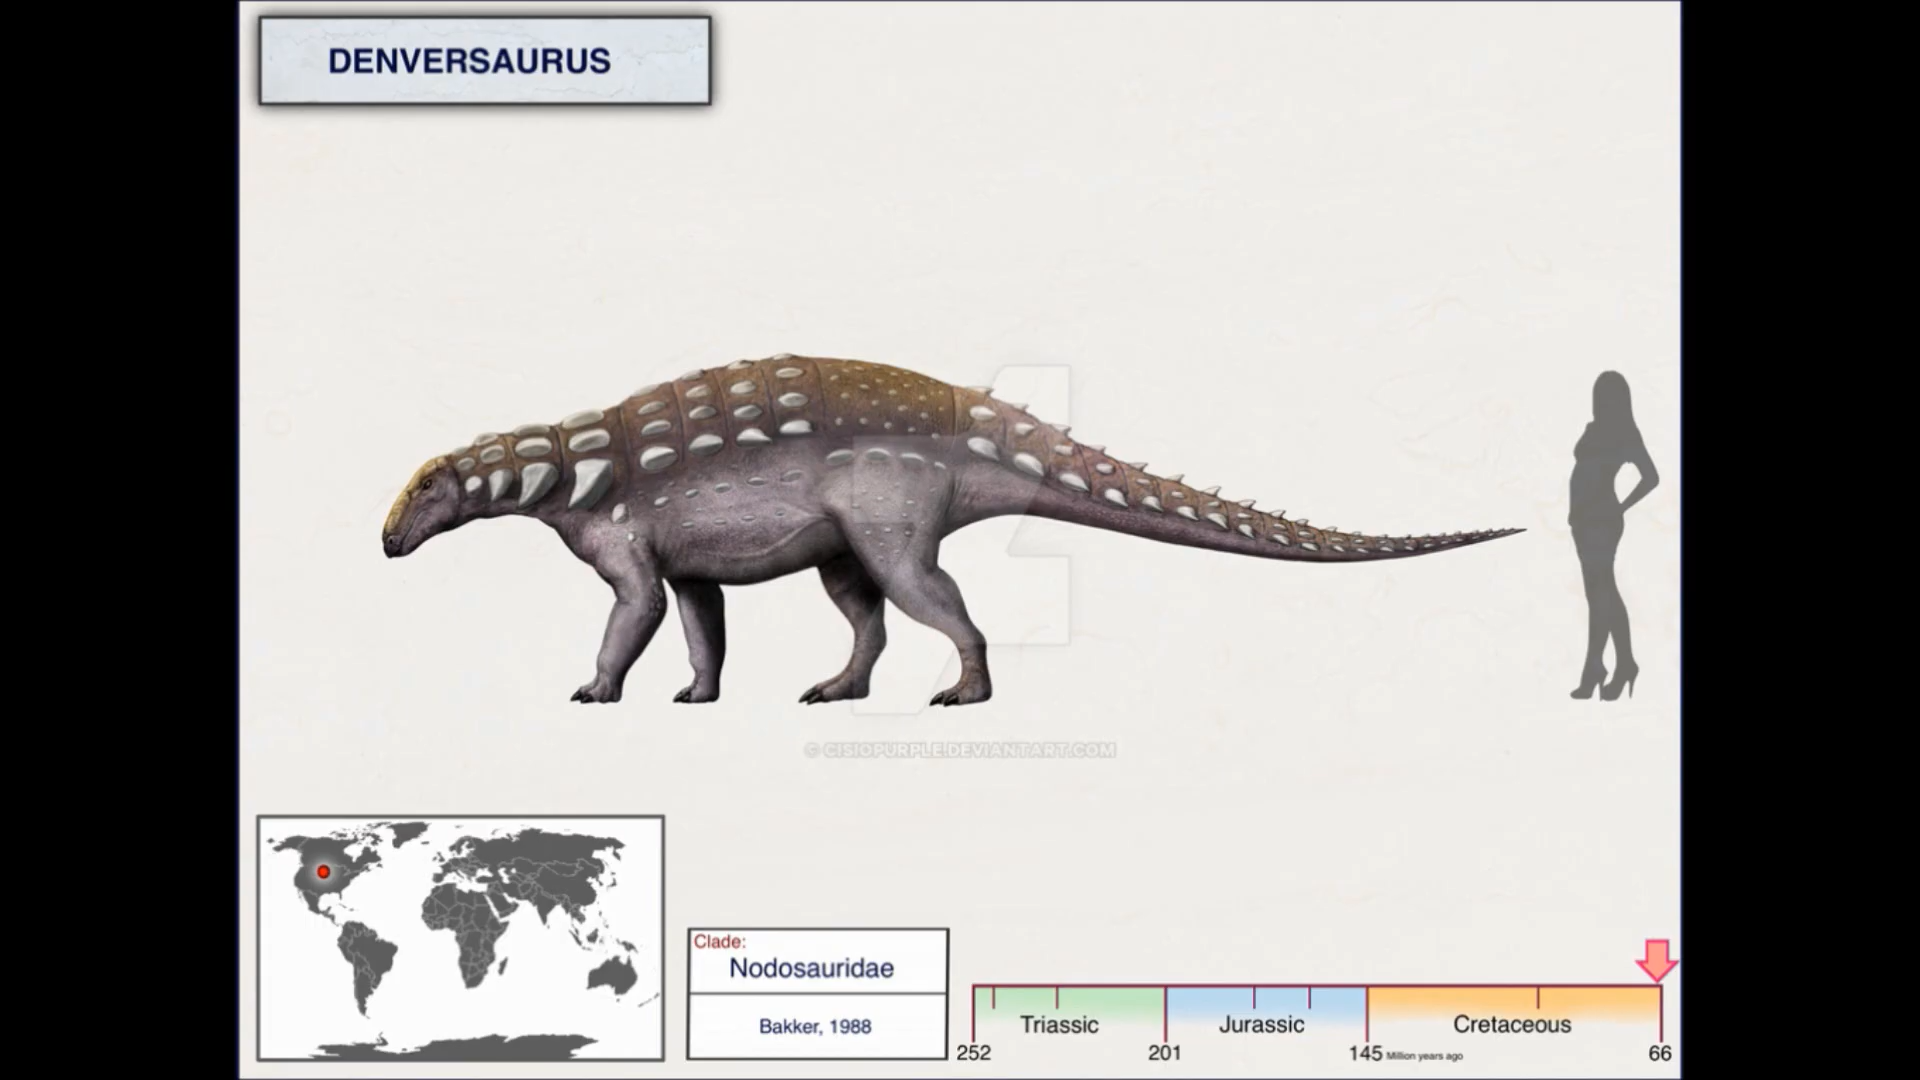 DENVERSAURUS
© CISIOPURPLE.DEVIANTART.COM
Clade:
Nodosauridae
Bakker, 1988
Triassic Jurassic Cretaceous
252 201 145 Million years ago 66